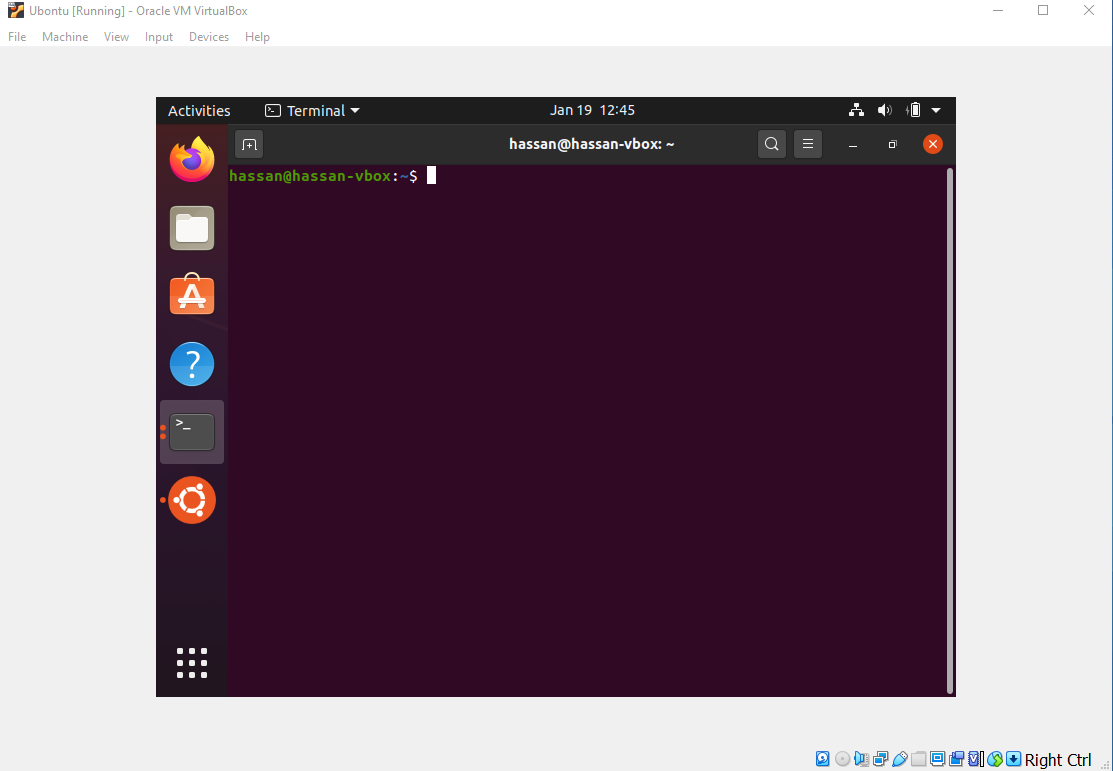 Ubontu [Running] - Oracle VM VirtualBox
File Machine View Input Devices Help
Activities Terminal Jan 19 12:45
hassan@hassan-vbox: ~
hassan@hassan-vbox:~$
>_
?
Right Ctrl